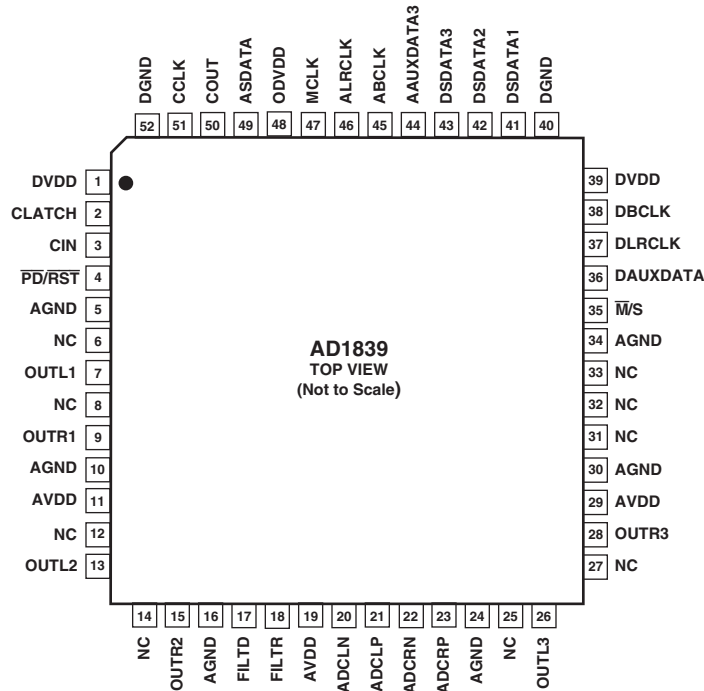 DGND
CCLK
COUT
ASDATA
ODVDD
MCLK
ALRCLK
ABCLK
AAUXDATA3
DSDATA3
DSDATA2
DSDATA1
DGND
52 51 50 49 48 47 46 45 44 43 42 41 40
DVDD 1
CLATCH 2
CIN 3
PD/RST 4
AGND 5
NC 6
OUTL1 7
NC 8
OUTR1 9
AGND 10
AVDD 11
NC 12
OUTL2 13
AD1839
TOP VIEW
(Not to Scale)
39 DVDD
38 DBCLK
37 DLRCLK
36 DAUXDATA
35 M/S
34 AGND
33 NC
32 NC
31 NC
30 AGND
29 AVDD
28 OUTR3
27 NC
14 15 16 17 18 19 20 21 22 23 24 25 26
NC
OUTR2
AGND
FILTD
FILTR
AVDD
ADCLN
ADCLP
ADCRN
ADCRP
AGND
NC
OUTL3